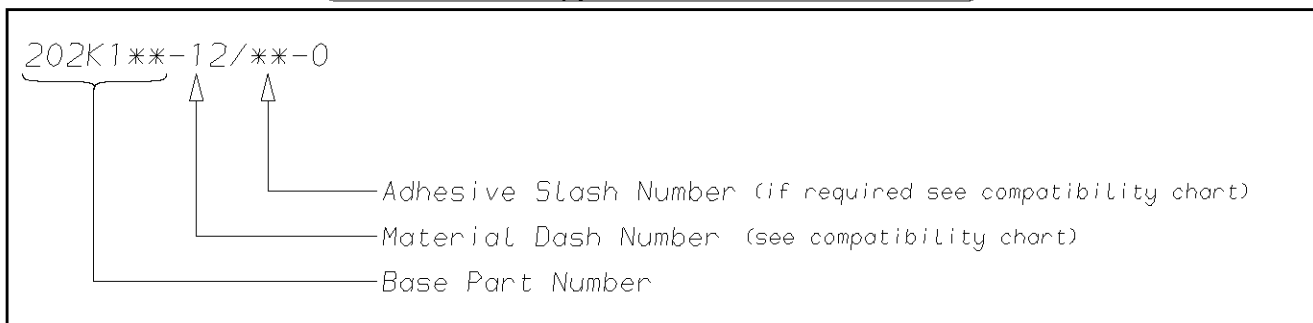 202K1**-12/**-0
Adhesive Slash Number (if required see compatibility chart)
Material Dash Number (see compatibility chart)
Base Part Number